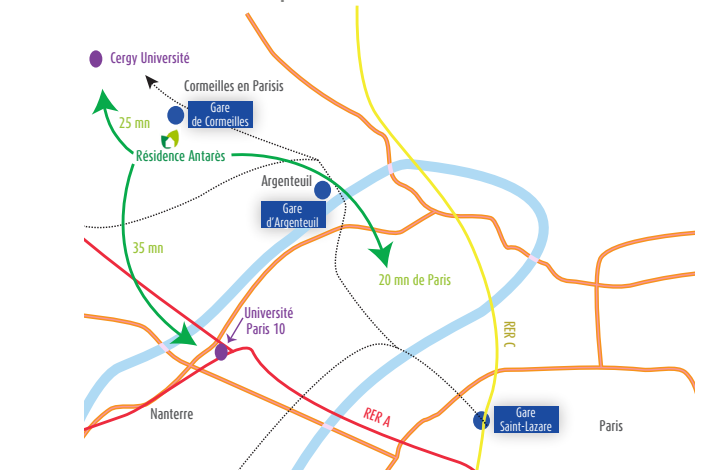 Cergy Université
Cormeilles en Parisis
Gare
de Cormeilles
25 mn
Résidence Antarès
Argenteuil
Gare
d'Argenteuil
35 mn
20 mn de Paris
Université
Paris 10
RER C
Nanterre
RER A
Gare
Saint-Lazare
Paris